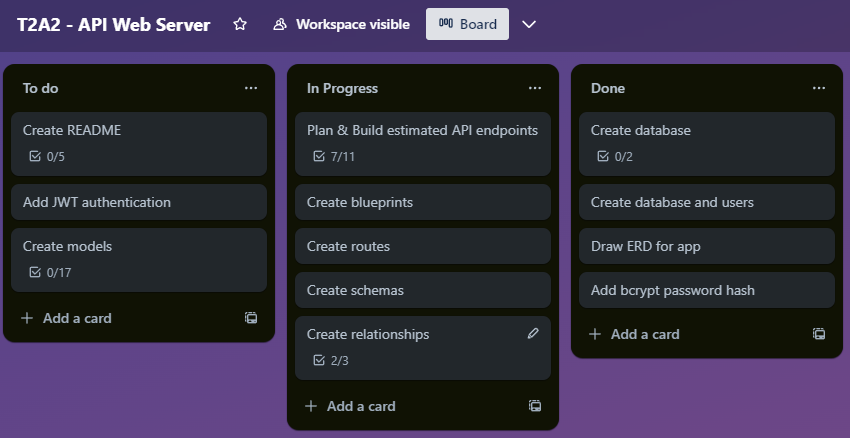 T2A2 - API Web Server
Workspace visible
Board
To do
Create README
0/5
Add JWT authentication
Create models
0/17
Add a card
In Progress
Plan & Build estimated API endpoints
7/11
Create blueprints
Create routes
Create schemas
Create relationships
2/3
Add a card
Done
Create database
0/2
Create database and users
Draw ERD for app
Add bcrypt password hash
Add a card